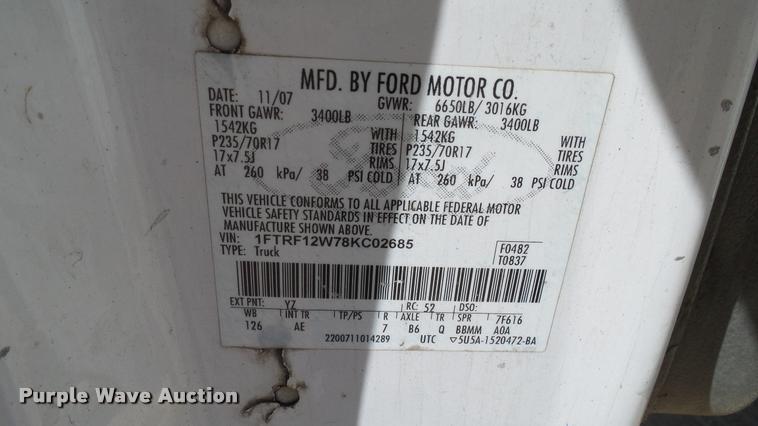 MFD. BY FORD MOTOR CO.
DATE: 11/07 GVWR: 6650LB/ 3016KG
FRONT GAWR: 3400LB REAR GAWR: 3400LB
1542KG WITH 1542KG WITH
P235/70R17 TIRES P235/70R17 TIRES
17x7.5J RIMS 17x7.5J RIMS
AT 260 kPa/ 38 PSI COLD AT 260 kPa/ 38 PSI COLD
THIS VEHICLE CONFORMS TO ALL APPLICABLE FEDERAL MOTOR
VEHICLE SAFETY STANDARDS IN EFFECT ON THE DATE OF
MANUFACTURE SHOWN ABOVE.
VIN: 1FTRF12W78KC02685 F0482
TYPE: Truck T0837
EXT PNT: YZ RC: 52 DSO:
WB INT TR TP/PS R AXLE TR SPR 7F616
126 AE 7 B6 Q BBMM A0A
2200711014289 UTC ▽5U5A-1520472-BA
Purple Wave Auction